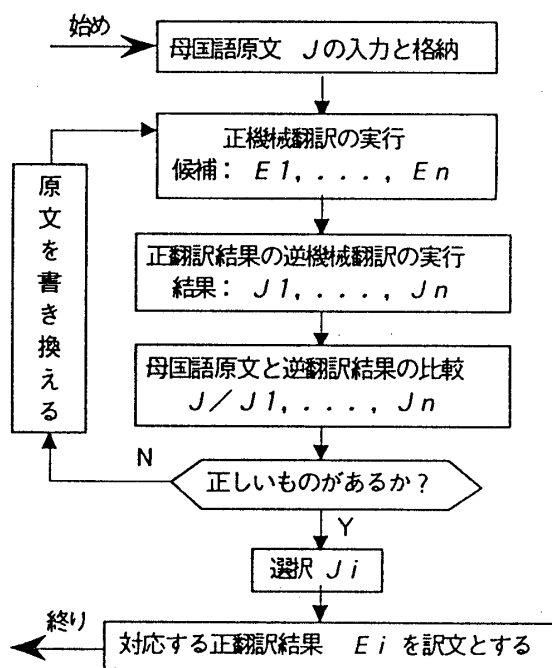 始め
母国語原文 Jの入力と格納
正機械翻訳の実行
候補： E1, . . . , En
原文を書き換える
正翻訳結果の逆機械翻訳の実行
結果： J1, . . . , Jn
母国語原文と逆翻訳結果の比較
J／J1, . . . , Jn
N
正しいものがあるか？
Y
選択 Ji
終り
対応する正翻訳結果 Eiを訳文とする